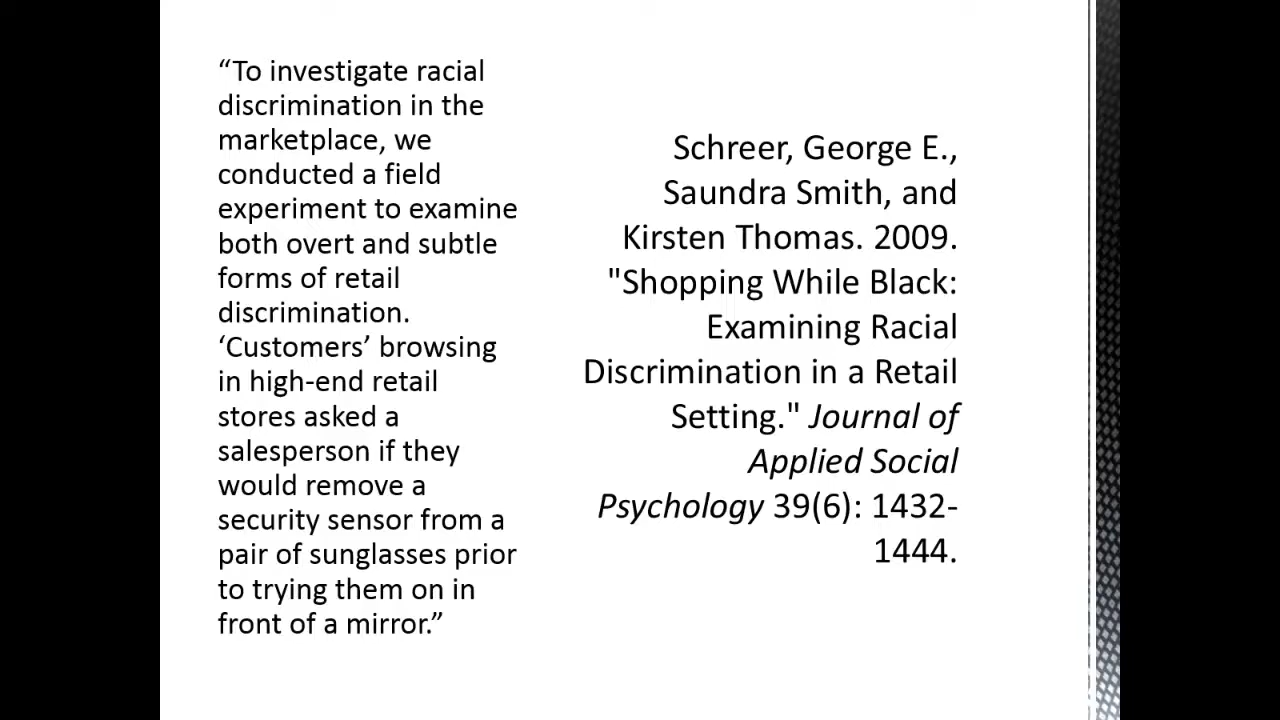 “To investigate racial
discrimination in the
marketplace, we
conducted a field
experiment to examine
both overt and subtle
forms of retail
discrimination.
‘Customers’ browsing
in high-end retail
stores asked a
salesperson if they
would remove a
security sensor from a
pair of sunglasses prior
to trying them on in
front of a mirror.”
Schreer, George E.,
Saundra Smith, and
Kirsten Thomas. 2009.
"Shopping While Black:
Examining Racial
Discrimination in a Retail
Setting." Journal of
Applied Social
Psychology 39(6): 1432-
1444.